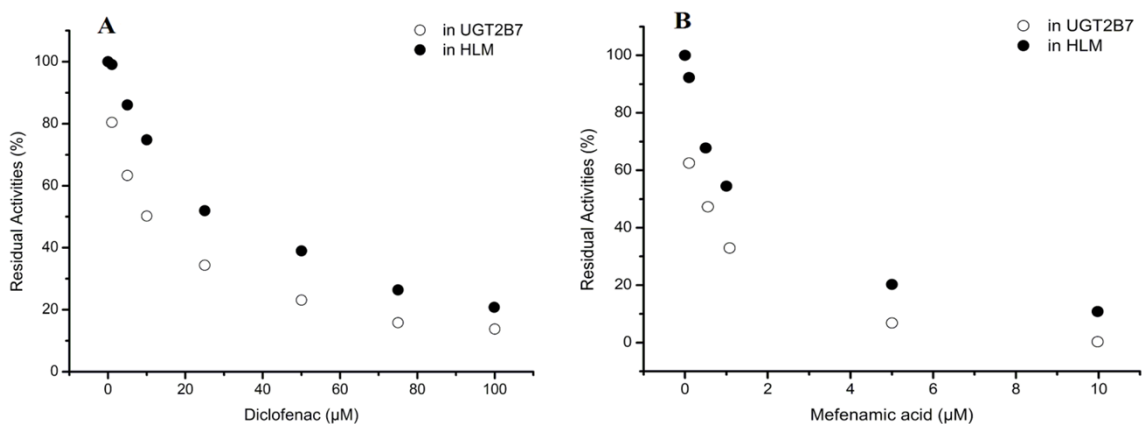 A
in UGT2B7
in HLM
100
80
60
40
20
0
Residual Activities (%)
0 20 40 60 80 100
Diclofenac (µM)
B
in UGT2B7
in HLM
100
80
60
40
20
0
Residual Activities (%)
0 2 4 6 8 10
Mefenamic acid (µM)